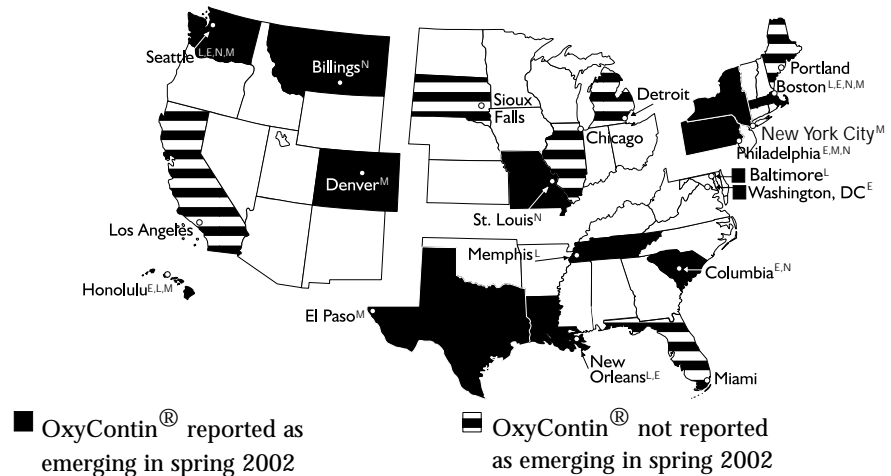 Seattle L,E,N,M
Billings N
Sioux
Falls
Detroit
Portland
Boston L,E,N,M
Chicago
New York City M
Philadelphia E,M,N
Baltimore L
Washington, DC E
Denver M
St. Louis N
Los Angeles
Memphis L
Columbia E,N
Honolulu E,L,M
El Paso M
New
Orleans L,E
Miami
OxyContin® reported as
emerging in spring 2002
OxyContin® not reported
as emerging in spring 2002